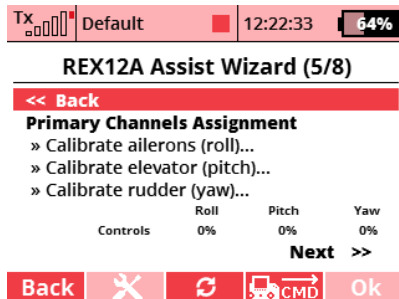 Tx Default 12:22:33 64%
REX12A Assist Wizard (5/8)
<< Back
Primary Channels Assignment
» Calibrate ailerons (roll)...
» Calibrate elevator (pitch)...
» Calibrate rudder (yaw)...
Roll Pitch Yaw
Controls 0% 0% 0%
Next >>
Back CMD Ok